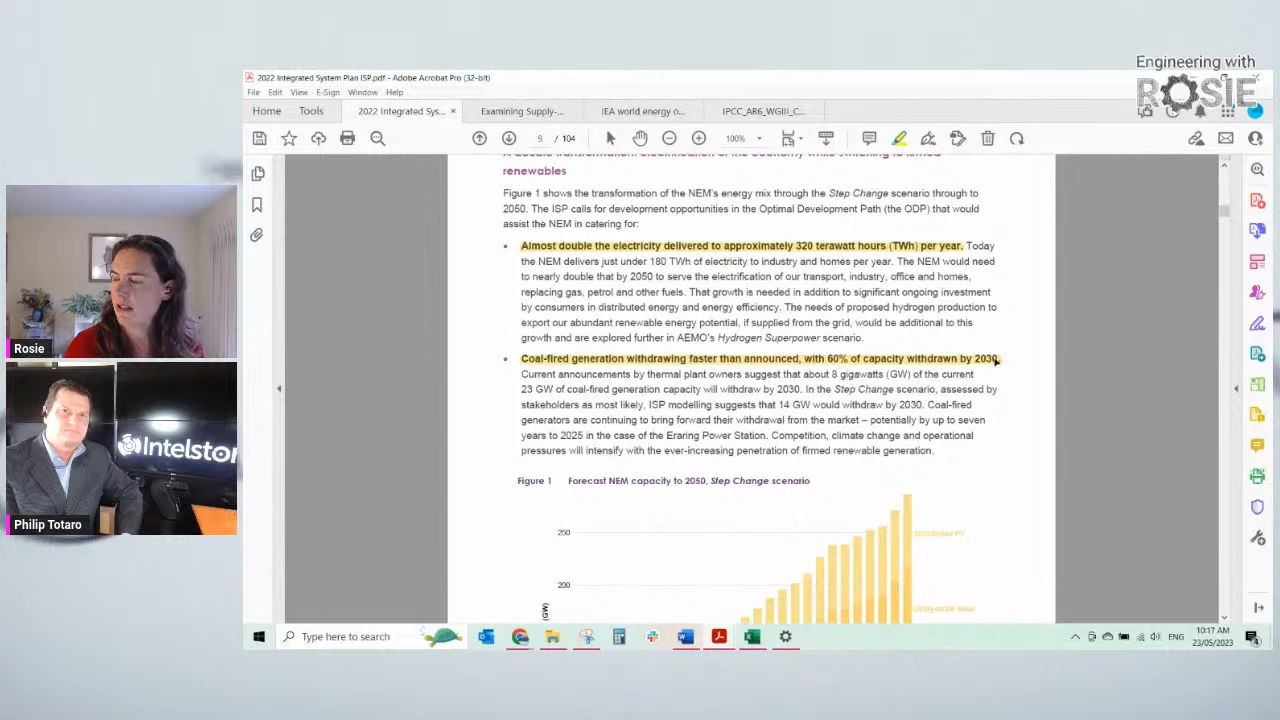 Engineering with
ROSIE
2022 Integrated System Plan ISP.pdf - Adobe Acrobat Pro (32-bit)
File Edit View E-Sign Window Help
Home Tools 2022 Integrated Sys... × Examining Supply-... IEA world energy o... IPCC_AR6_WGIII_C...
9 / 104 100%
renewables
Figure 1 shows the transformation of the NEM's energy mix through the Step Change scenario through to
2050. The ISP calls for development opportunities in the Optimal Development Path (the ODP) that would
assist the NEM in catering for:
• Almost double the electricity delivered to approximately 320 terawatt hours (TWh) per year. Today
the NEM delivers just under 180 TWh of electricity to industry and homes per year. The NEM would need
to nearly double that by 2050 to serve the electrification of our transport, industry, office and homes,
replacing gas, petrol and other fuels. That growth is needed in addition to significant ongoing investment
by consumers in distributed energy and energy efficiency. The needs of proposed hydrogen production to
export our abundant renewable energy potential, if supplied from the grid, would be additional to this
growth and are explored further in AEMO's Hydrogen Superpower scenario.
• Coal-fired generation withdrawing faster than announced, with 60% of capacity withdrawn by 2030.
Current announcements by thermal plant owners suggest that about 8 gigawatts (GW) of the current
23 GW of coal-fired generation capacity will withdraw by 2030. In the Step Change scenario, assessed by
stakeholders as most likely, ISP modelling suggests that 14 GW would withdraw by 2030. Coal-fired
generators are continuing to bring forward their withdrawal from the market – potentially by up to seven
years to 2025 in the case of the Eraring Power Station. Competition, climate change and operational
pressures will intensify with the ever-increasing penetration of firmed renewable generation.
Figure 1 Forecast NEM capacity to 2050, Step Change scenario
250
Distributed PV
200
Utility-scale Solar
(GW)
Rosie
Intelstor
Philip Totaro
Type here to search
ENG
10:17 AM
23/05/2023